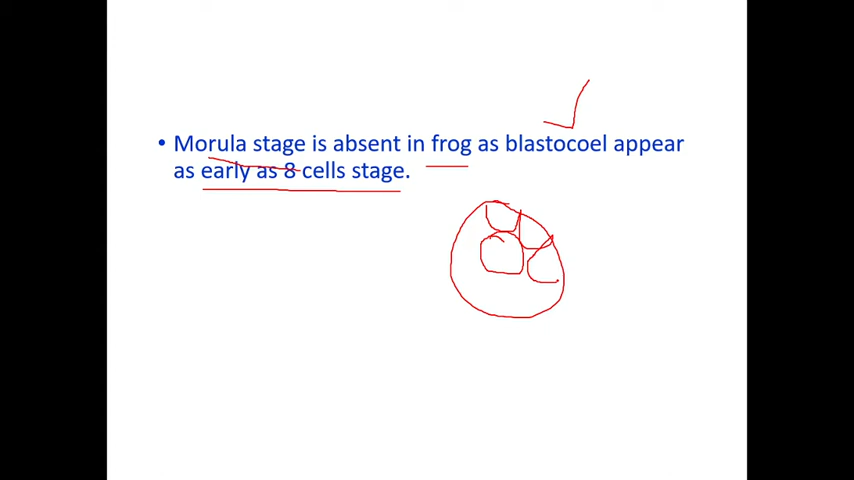 • Morula stage is absent in frog as blastocoel appear
as early as 8 cells stage.